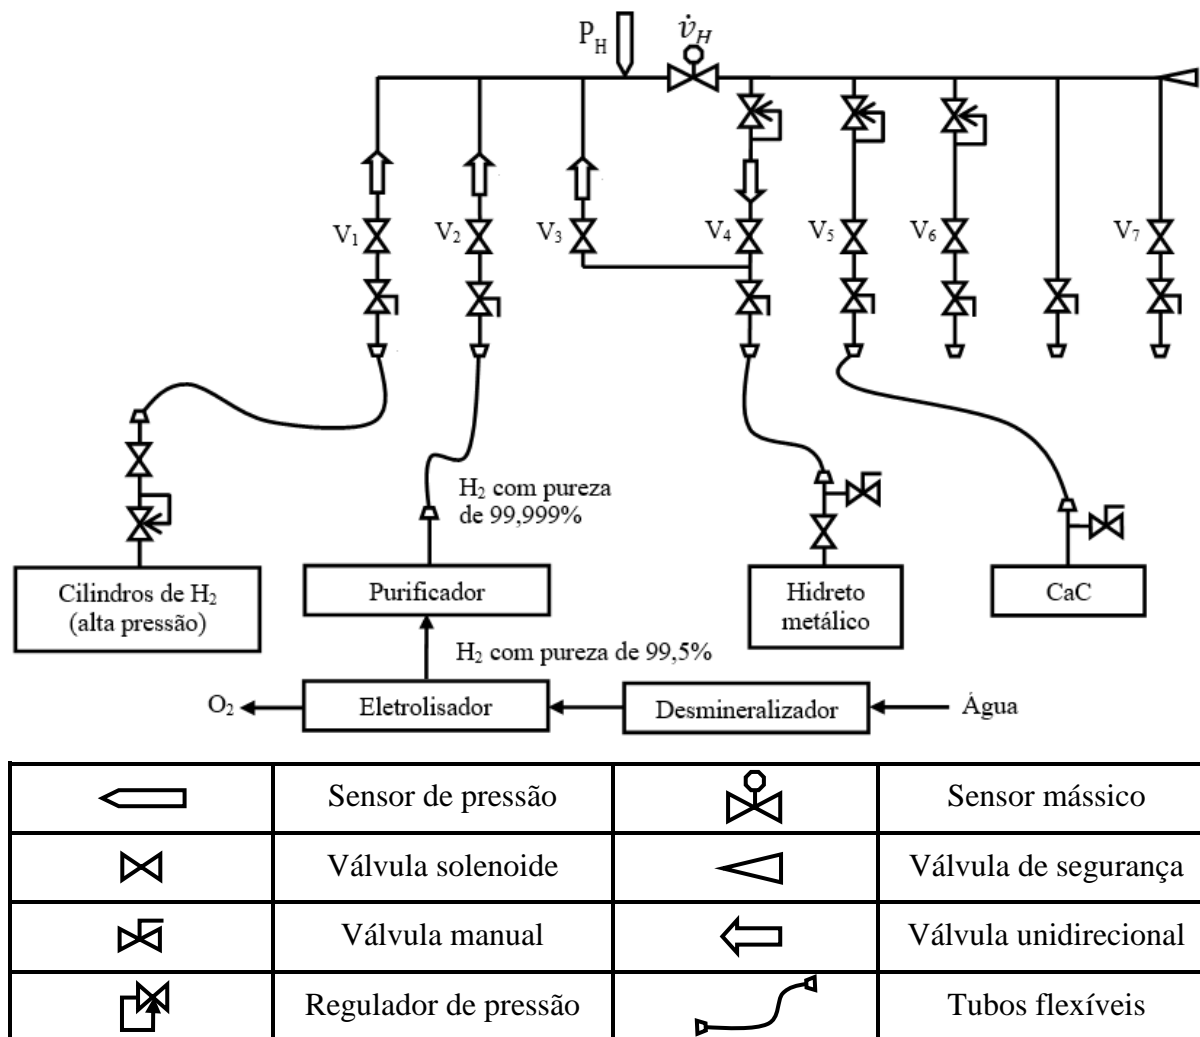 P_H
v̇_H
V₁
V₂
V₃
V₄
V₅
V₆
V₇
H₂ com pureza
de 99,999%
Cilindros de H₂
(alta pressão)
Purificador
Hidreto
metálico
CaC
H₂ com pureza de 99,5%
O₂
Eletrolisador
Desmineralizador
Água
Sensor de pressão
Sensor mássico
Válvula solenoide
Válvula de segurança
Válvula manual
Válvula unidirecional
Regulador de pressão
Tubos flexíveis